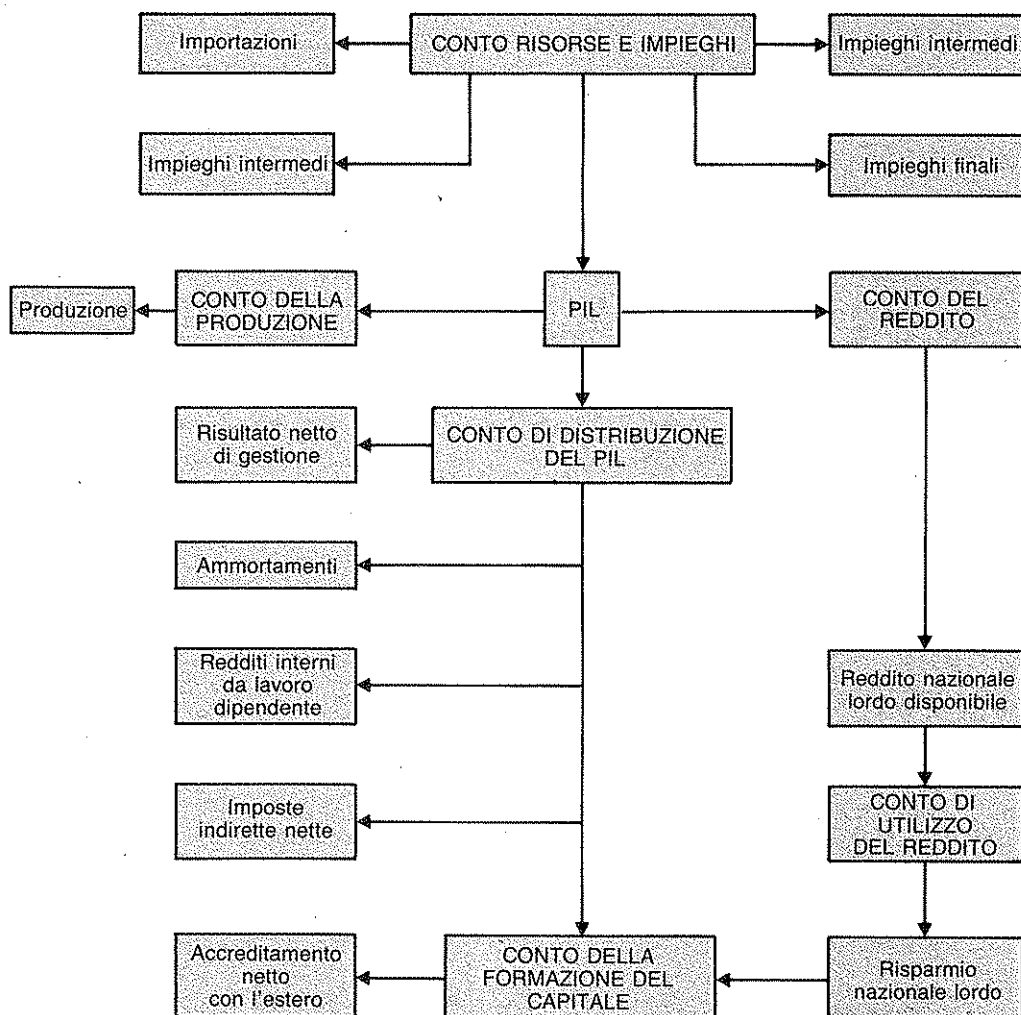 Importazioni
CONTO RISORSE E IMPIEGHI
Impieghi intermedi
Impieghi intermedi
Impieghi finali
Produzione
CONTO DELLA
PRODUZIONE
PIL
CONTO DEL
REDDITO
Risultato netto
di gestione
CONTO DI DISTRIBUZIONE
DEL PIL
Ammortamenti
Redditi interni
da lavoro
dipendente
Reddito nazionale
lordo disponibile
Imposte
indirette nette
CONTO DI
UTILIZZO
DEL REDDITO
Accreditamento
netto
con l'estero
CONTO DELLA
FORMAZIONE DEL
CAPITALE
Risparmio
nazionale lordo